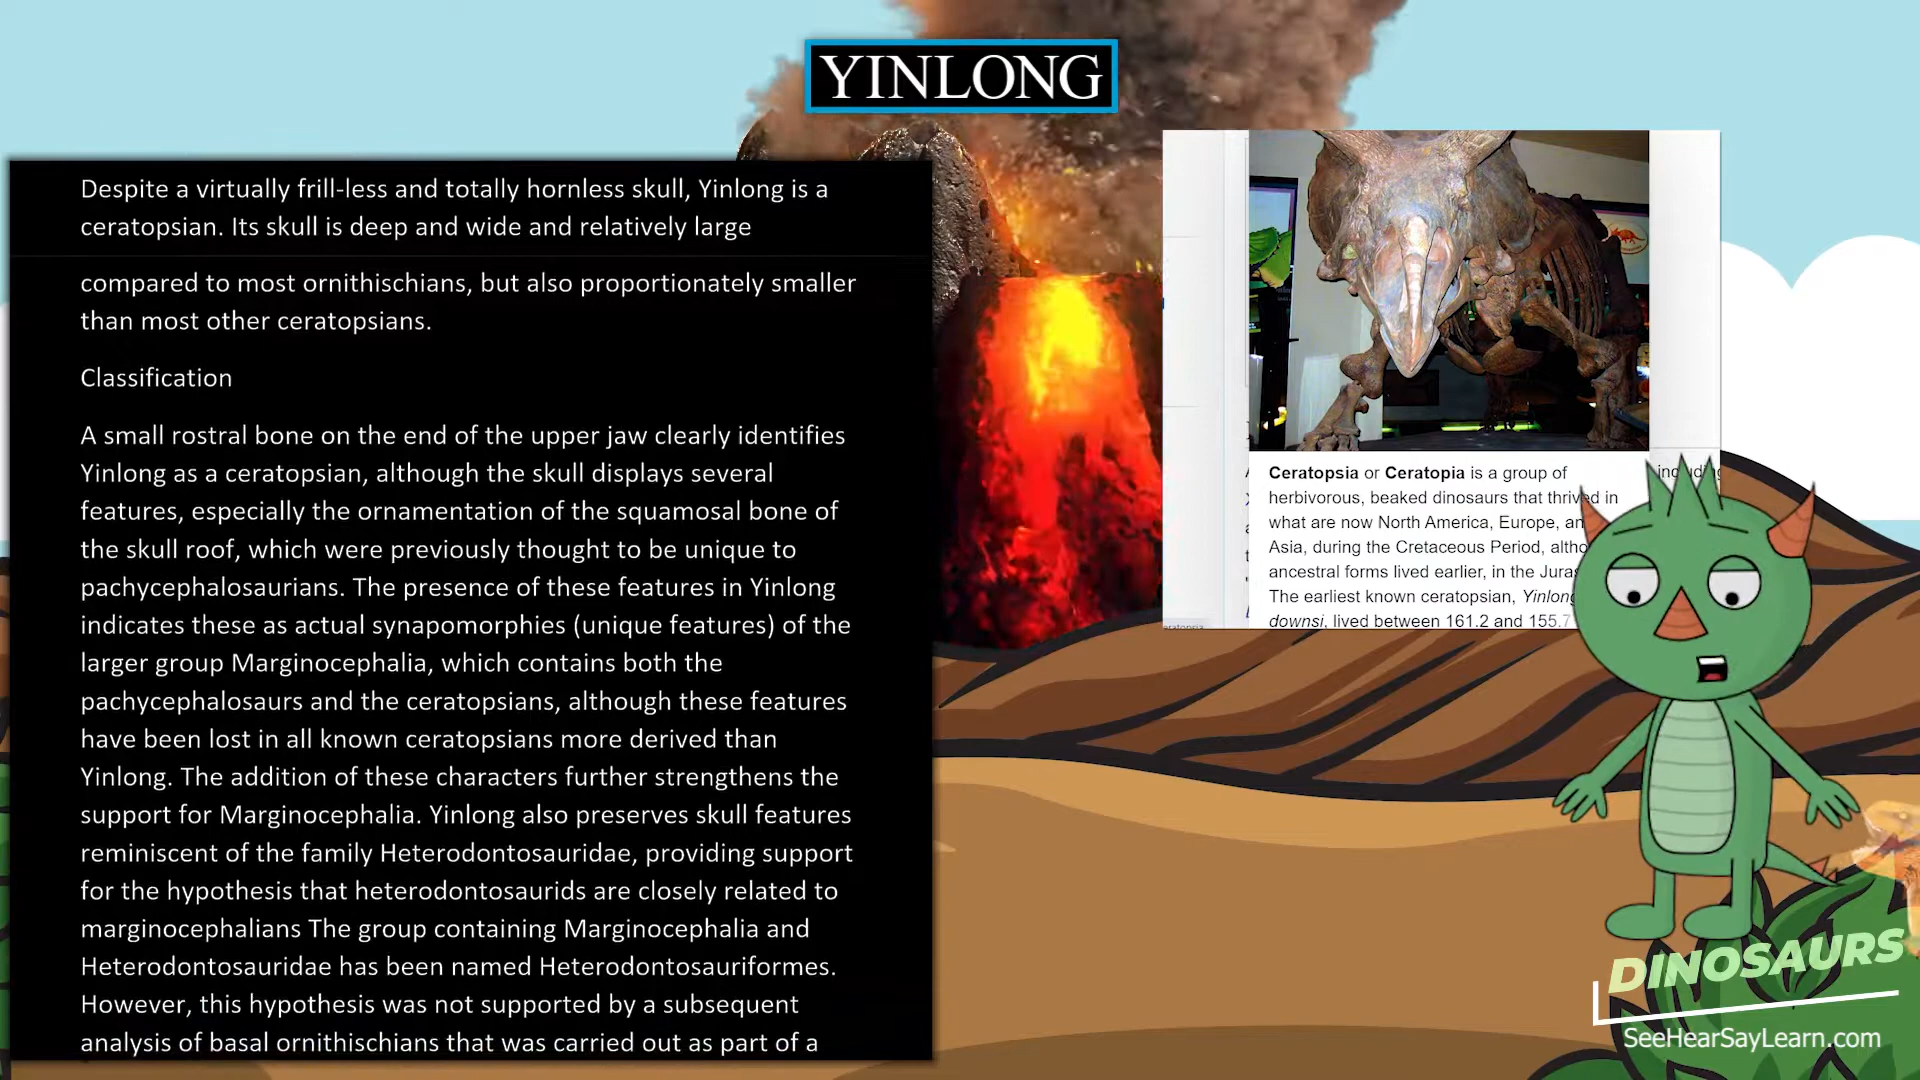 YINLONG
Despite a virtually frill-less and totally hornless skull, Yinlong is a
ceratopsian. Its skull is deep and wide and relatively large
compared to most ornithischians, but also proportionately smaller
than most other ceratopsians.
Classification
A small rostral bone on the end of the upper jaw clearly identifies
Yinlong as a ceratopsian, although the skull displays several
features, especially the ornamentation of the squamosal bone of
the skull roof, which were previously thought to be unique to
pachycephalosaurians. The presence of these features in Yinlong
indicates these as actual synapomorphies (unique features) of the
larger group Marginocephalia, which contains both the
pachycephalosaurs and the ceratopsians, although these features
have been lost in all known ceratopsians more derived than
Yinlong. The addition of these characters further strengthens the
support for Marginocephalia. Yinlong also preserves skull features
reminiscent of the family Heterodontosauridae, providing support
for the hypothesis that heterodontosaurids are closely related to
marginocephalians The group containing Marginocephalia and
Heterodontosauridae has been named Heterodontosauriformes.
However, this hypothesis was not supported by a subsequent
analysis of basal ornithischians that was carried out as part of a
Ceratopsia or Ceratopia is a group of
herbivorous, beaked dinosaurs that thrived in
what are now North America, Europe, an
Asia, during the Cretaceous Period, altho
ancestral forms lived earlier, in the Juras
The earliest known ceratopsian, Yinlong
downsi, lived between 161.2 and 155.7
DINOSAURS
SeeHearSayLearn.com